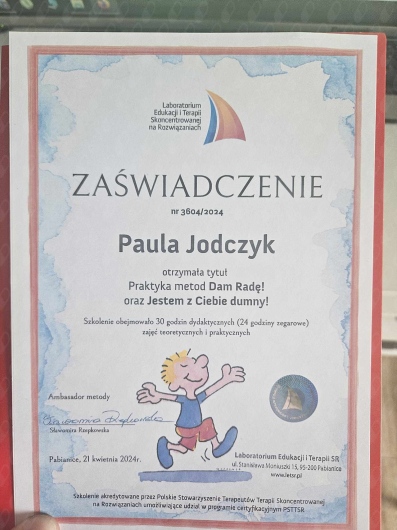 Laboratorium
Edukacji i Terapii
Skoncentrowanej
na Rozwiązaniach
ZAŚWIADCZENIE
nr 3604/2024
Paula Jodczyk
otrzymała tytuł
Praktyka metod Dam Radę!
oraz Jestem z Ciebie dumny!
Szkolenie obejmowało 30 godzin dydaktycznych (24 godziny zegarowe)
zajęć teoretycznych i praktycznych
Ambasador metody
Sławomira Rzepkowska
Pabianice, 21 kwietnia 2024r.
Laboratorium Edukacji i Terapii SR
ul. Stanisława Moniuszki 15, 95-200 Pabianice
www.letsr.pl
Szkolenie akredytowane przez Polskie Stowarzyszenie Terapeutów Terapii Skoncentrowanej
na Rozwiązaniach umożliwiające udział w programie certyfikacyjnym PSTTSR